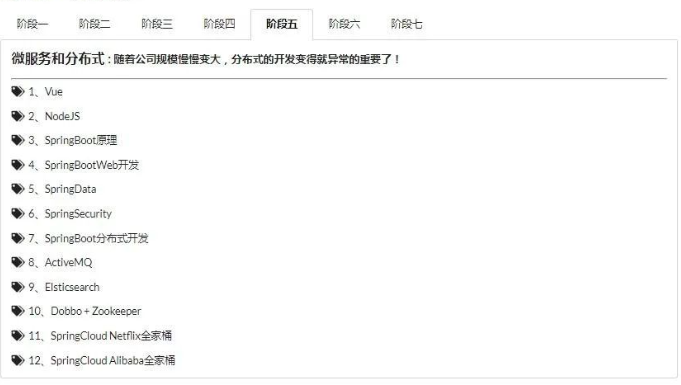 阶段一 阶段二 阶段三 阶段四 阶段五 阶段六 阶段七
微服务和分布式：随着公司规模慢慢变大，分布式的开发变得就异常的重要了！
1、Vue
2、NodeJS
3、SpringBoot原理
4、SpringBootWeb开发
5、SpringData
6、SpringSecurity
7、SpringBoot分布式开发
8、ActiveMQ
9、Elsticsearch
10、Dobbo + Zookeeper
11、SpringCloud Netflix全家桶
12、SpringCloud Alibaba全家桶